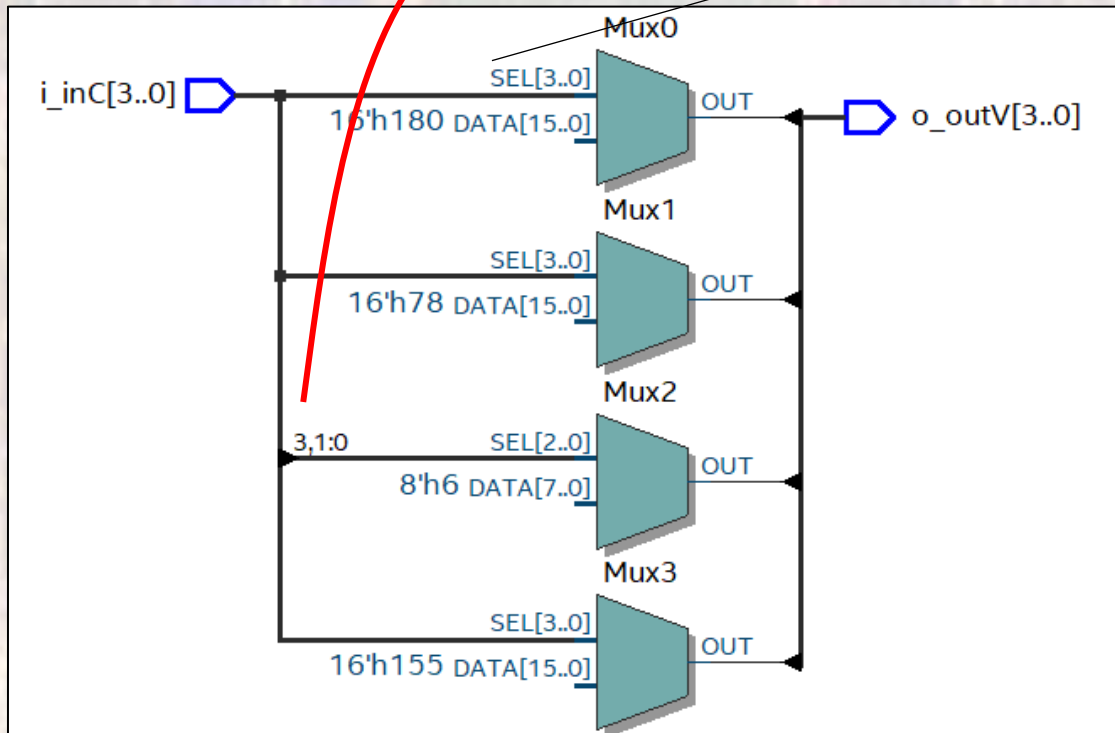 Mux0
i_inC[3..0]
SEL[3..0]
OUT
o_outV[3..0]
16'h180 DATA[15..0]
Mux1
SEL[3..0]
OUT
16'h78 DATA[15..0]
Mux2
3,1:0
SEL[2..0]
OUT
8'h6 DATA[7..0]
Mux3
SEL[3..0]
OUT
16'h155 DATA[15..0]